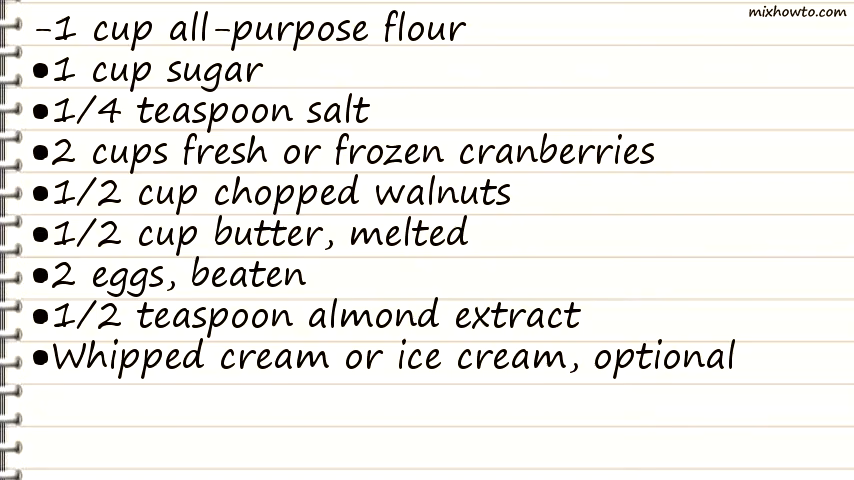 mixhowto.com
-1 cup all-purpose flour
•1 cup sugar
•1/4 teaspoon salt
•2 cups fresh or frozen cranberries
•1/2 cup chopped walnuts
•1/2 cup butter, melted
•2 eggs, beaten
•1/2 teaspoon almond extract
•Whipped cream or ice cream, optional